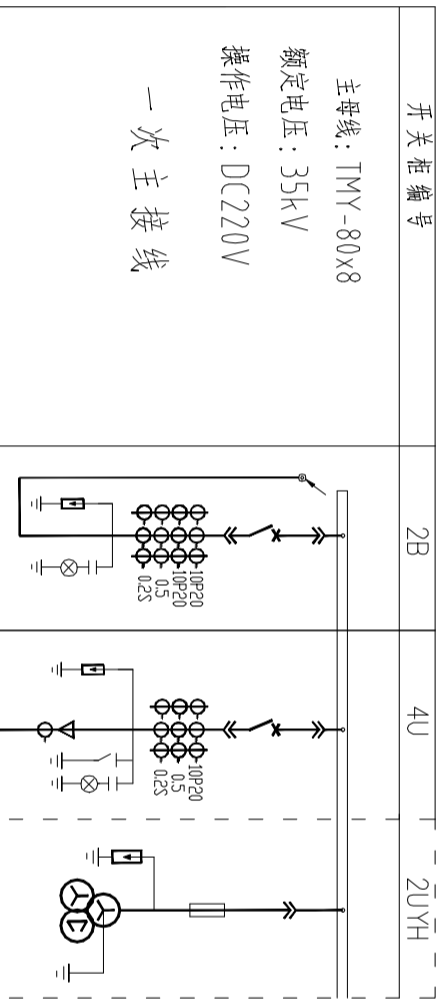 开关柜编号
主母线：TMY-80x8
额定电压：35kV
操作电压：DC220V
一次主接线
2B
10P20
10P20
0.5
0.2S
4U
10P20
0.5
0.2S
2UYH